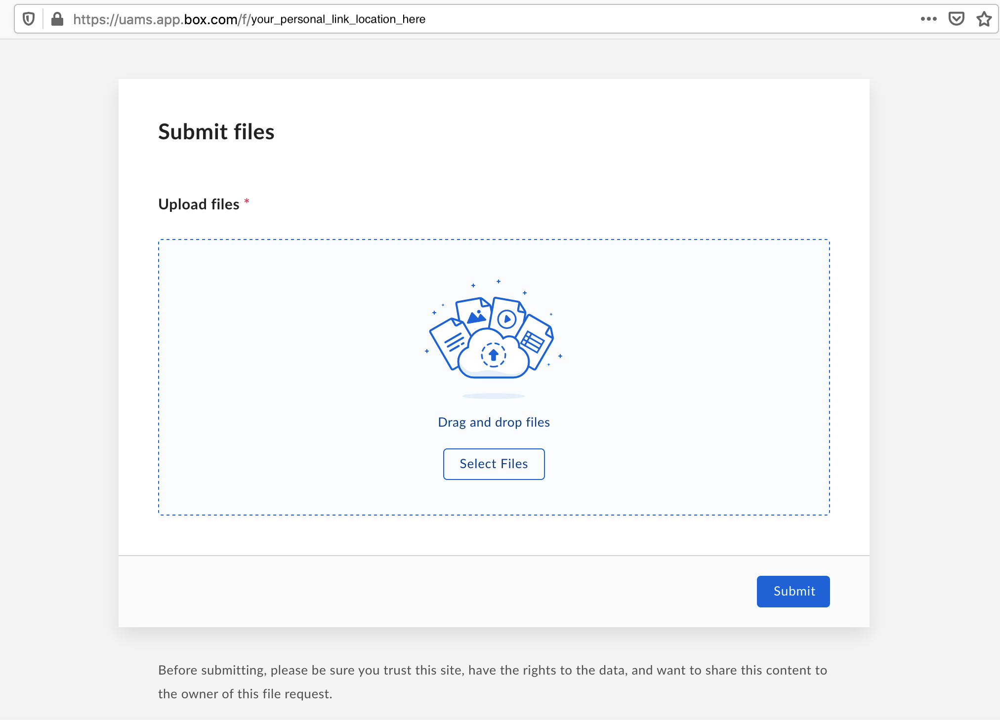 https://uams.app.box.com/f/your_personal_link_location_here
Submit files
Upload files *
Drag and drop files
Select Files
Submit
Before submitting, please be sure you trust this site, have the rights to the data, and want to share this content to
the owner of this file request.